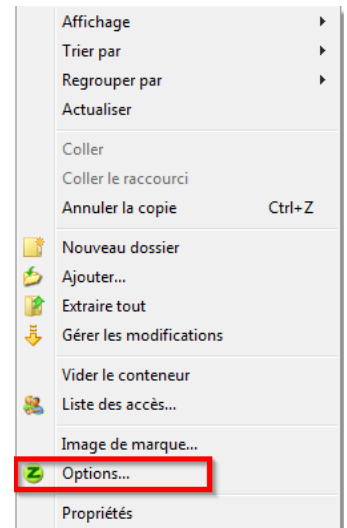 Affichage
Trier par
Regrouper par
Actualiser
Coller
Coller le raccourci
Annuler la copie Ctrl+Z
Nouveau dossier
Ajouter...
Extraire tout
Gérer les modifications
Vider le conteneur
Liste des accès...
Image de marque...
Options...
Propriétés